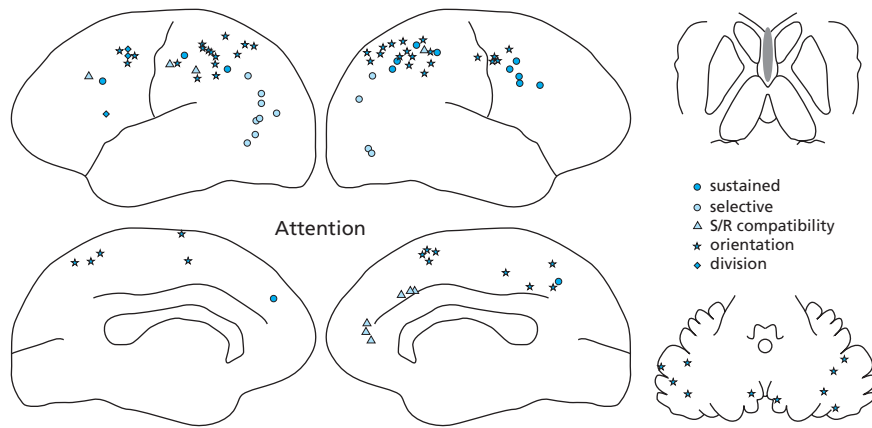 Attention
sustained
selective
S/R compatibility
orientation
division